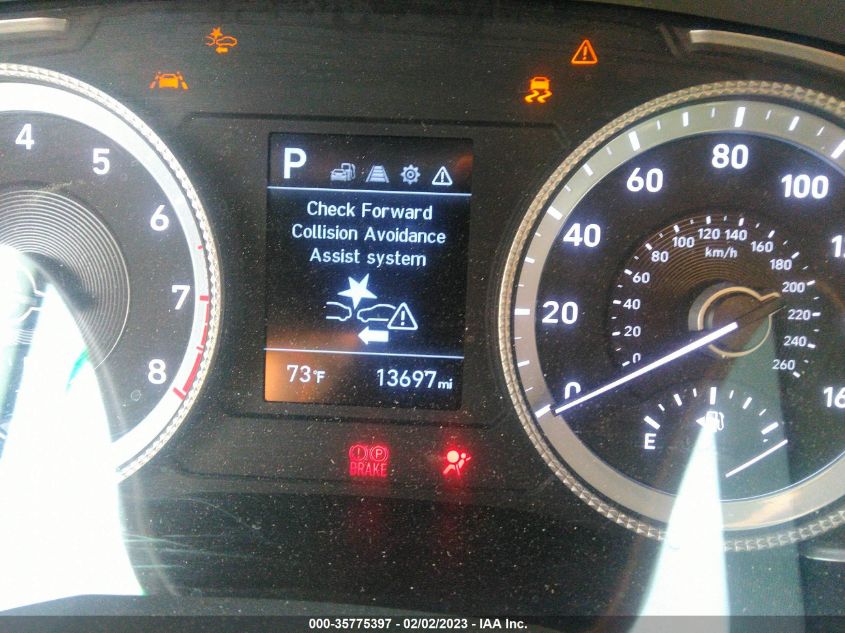 4
5
6
7
8
P
Check Forward
Collision Avoidance
Assist system
73°F 13697 mi
BRAKE
P
0
20
40
60
80
100
0
20
40
60
80
100
120
140
160
180
200
220
240
260
km/h
E
000-35775397 - 02/02/2023 - IAA Inc.